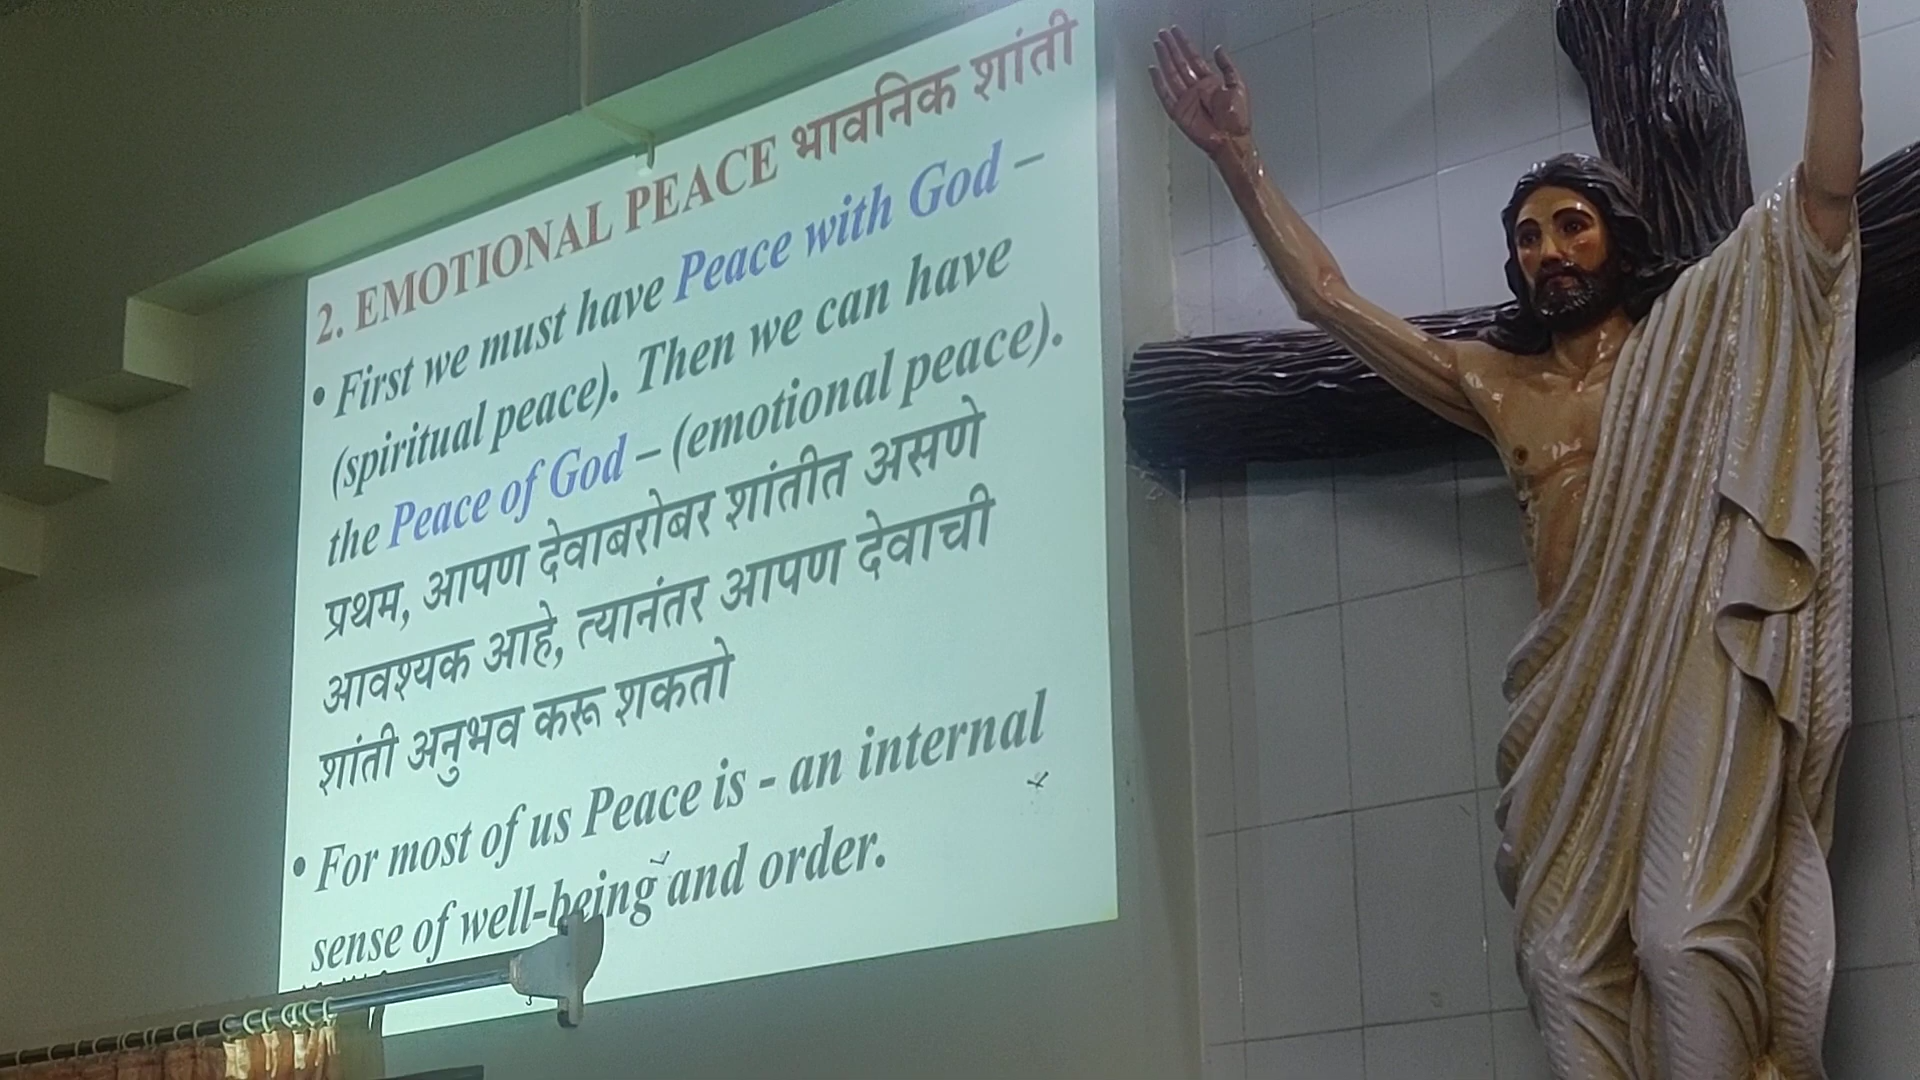 2. EMOTIONAL PEACE भावनिक शांती
• First we must have Peace with God –
(spiritual peace). Then we can have
the Peace of God – (emotional peace).
प्रथम, आपण देवाबरोबर शांतीत असणे
आवश्यक आहे, त्यानंतर आपण देवाची
शांती अनुभव करू शकतो
• For most of us Peace is - an internal
sense of well-being and order.